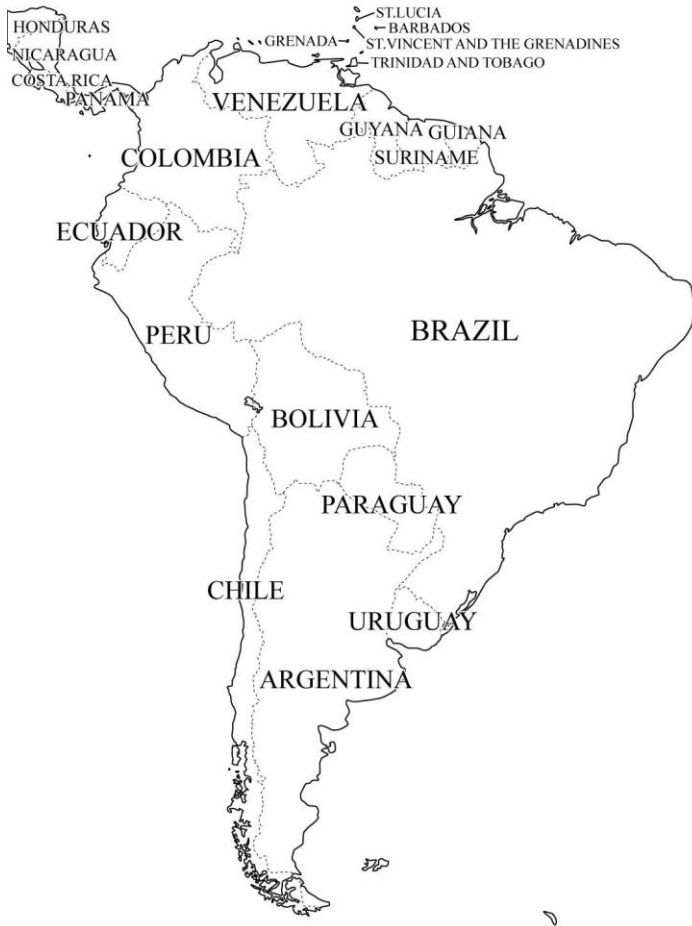 HONDURAS
NICARAGUA
COSTA RICA
PANAMA
ST.LUCIA
BARBADOS
GRENADA
ST.VINCENT AND THE GRENADINES
TRINIDAD AND TOBAGO
VENEZUELA
GUYANA
GUIANA
SURINAME
COLOMBIA
ECUADOR
PERU
BRAZIL
BOLIVIA
PARAGUAY
CHILE
URUGUAY
ARGENTINA